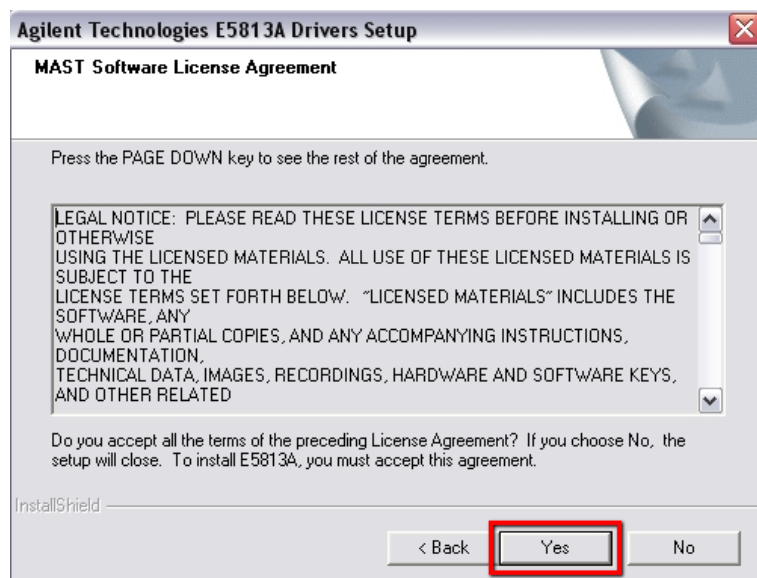 Agilent Technologies E5813A Drivers Setup
MAST Software License Agreement
Press the PAGE DOWN key to see the rest of the agreement.
LEGAL NOTICE: PLEASE READ THESE LICENSE TERMS BEFORE INSTALLING OR
OTHERWISE
USING THE LICENSED MATERIALS. ALL USE OF THESE LICENSED MATERIALS IS
SUBJECT TO THE
LICENSE TERMS SET FORTH BELOW. "LICENSED MATERIALS" INCLUDES THE
SOFTWARE, ANY
WHOLE OR PARTIAL COPIES, AND ANY ACCOMPANYING INSTRUCTIONS,
DOCUMENTATION,
TECHNICAL DATA, IMAGES, RECORDINGS, HARDWARE AND SOFTWARE KEYS,
AND OTHER RELATED
Do you accept all the terms of the preceding License Agreement? If you choose No, the
setup will close. To install E5813A, you must accept this agreement.
InstallShield
< Back Yes No